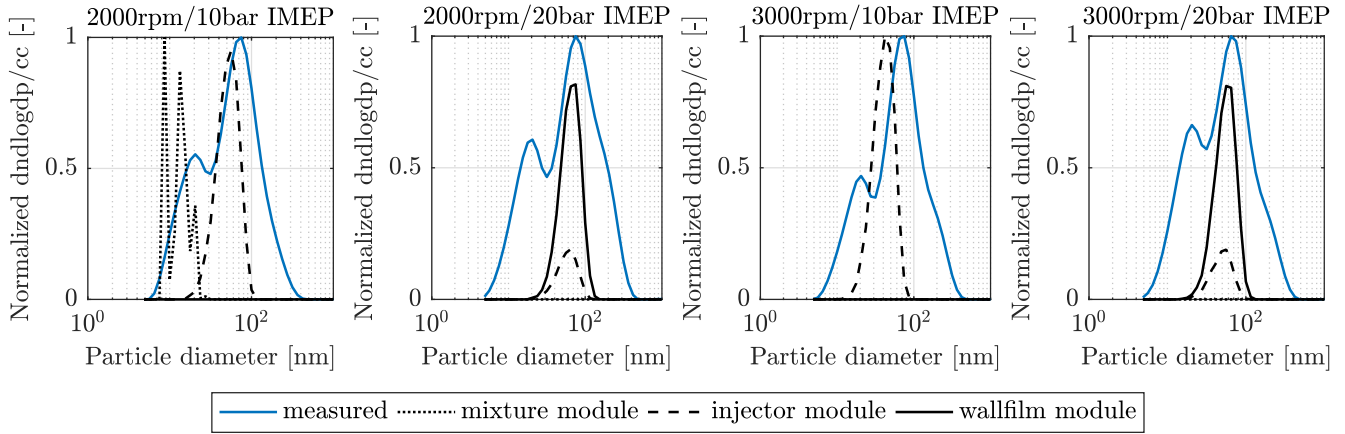 2000rpm/10bar IMEP
2000rpm/20bar IMEP
3000rpm/10bar IMEP
3000rpm/20bar IMEP
Normalized dndlogdp/cc [-]
1
0.5
0
10^0
10^2
Particle diameter [nm]
Normalized dndlogdp/cc [-]
1
0.5
0
10^0
10^2
Particle diameter [nm]
Normalized dndlogdp/cc [-]
1
0.5
0
10^0
10^2
Particle diameter [nm]
Normalized dndlogdp/cc [-]
1
0.5
0
10^0
10^2
Particle diameter [nm]
measured mixture module injector module wallfilm module